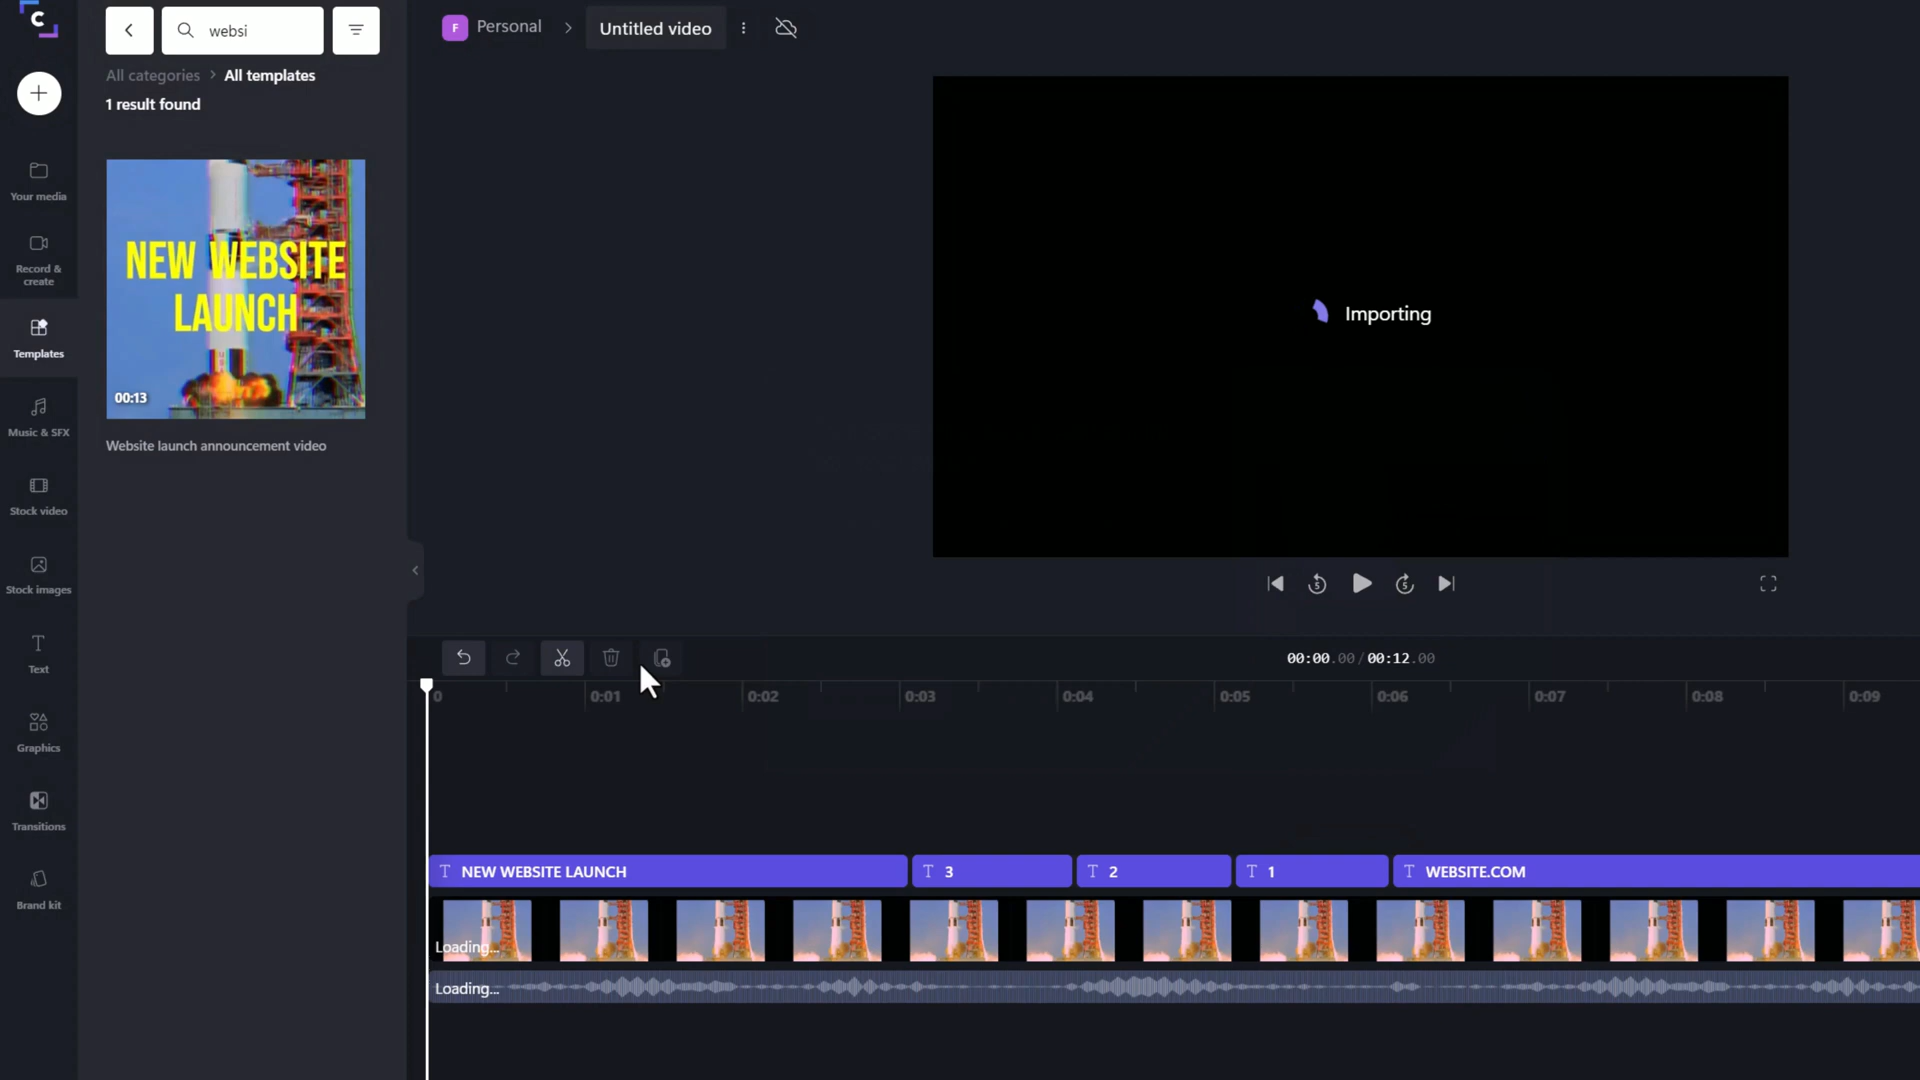 C
websi
F Personal > Untitled video
All categories > All templates
1 result found
Your media
Record &
create
Templates
Music & SFX
Stock video
Stock images
Text
Graphics
Transitions
Brand kit
NEW WEBSITE
LAUNCH
00:13
Website launch announcement video
Importing
5
5
00:00.00/00:12.00
0
0:01
0:02
0:03
0:04
0:05
0:06
0:07
0:08
0:09
T NEW WEBSITE LAUNCH
T 3
T 2
T 1
T WEBSITE.COM
Loading...
Loading...